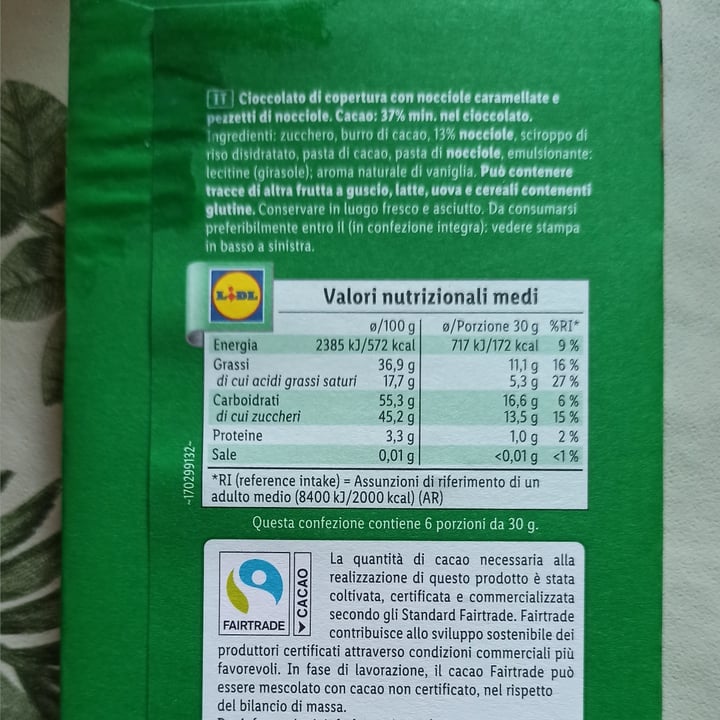 IT Cioccolato di copertura con nocciole caramellate e
pezzetti di nocciole. Cacao: 37% min. nel cioccolato.
Ingredienti: zucchero, burro di cacao, 13% nocciole, sciroppo di
riso disidratato, pasta di cacao, pasta di nocciole, emulsionante:
lecitine (girasole); aroma naturale di vaniglia. Può contenere
tracce di altra frutta a guscio, latte, uova e cereali contenenti
glutine. Conservare in luogo fresco e asciutto. Da consumarsi
preferibilmente entro il (in confezione integra): vedere stampa
in basso a sinistra.
LIDL
Valori nutrizionali medi
ø/100 g ø/Porzione 30 g %RI*
Energia 2385 kJ/572 kcal 717 kJ/172 kcal 9 %
Grassi 36,9 g 11,1 g 16 %
di cui acidi grassi saturi 17,7 g 5,3 g 27 %
Carboidrati 55,3 g 16,6 g 6 %
di cui zuccheri 45,2 g 13,5 g 15 %
Proteine 3,3 g 1,0 g 2 %
Sale 0,01 g <0,01 g <1 %
*RI (reference intake) = Assunzioni di riferimento di un
adulto medio (8400 kJ/2000 kcal) (AR)
~170299132~
Questa confezione contiene 6 porzioni da 30 g.
FAIRTRADE
CACAO
La quantità di cacao necessaria alla
realizzazione di questo prodotto è stata
coltivata, certificata e commercializzata
secondo gli Standard Fairtrade. Fairtrade
contribuisce allo sviluppo sostenibile dei
produttori certificati attraverso condizioni commerciali più
favorevoli. In fase di lavorazione, il cacao Fairtrade può
essere mescolato con cacao non certificato, nel rispetto
del bilancio di massa.